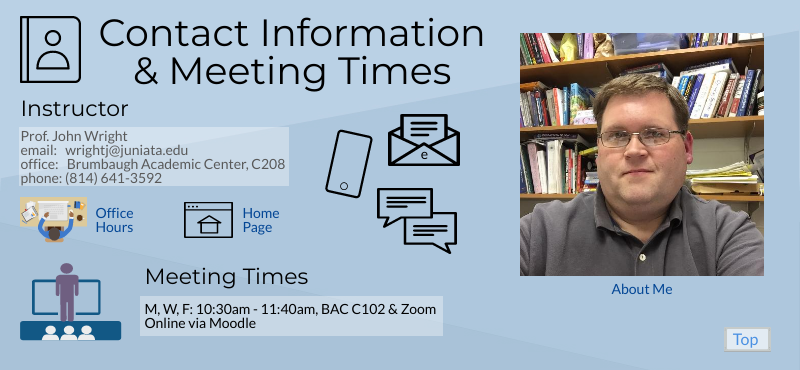 Contact Information
& Meeting Times
Instructor
Prof. John Wright
email: wrightj@juniata.edu
office: Brumbaugh Academic Center, C208
phone: (814) 641-3592
Office
Hours
Home
Page
e
Meeting Times
M, W, F: 10:30am - 11:40am, BAC C102 & Zoom
Online via Moodle
About Me
Top